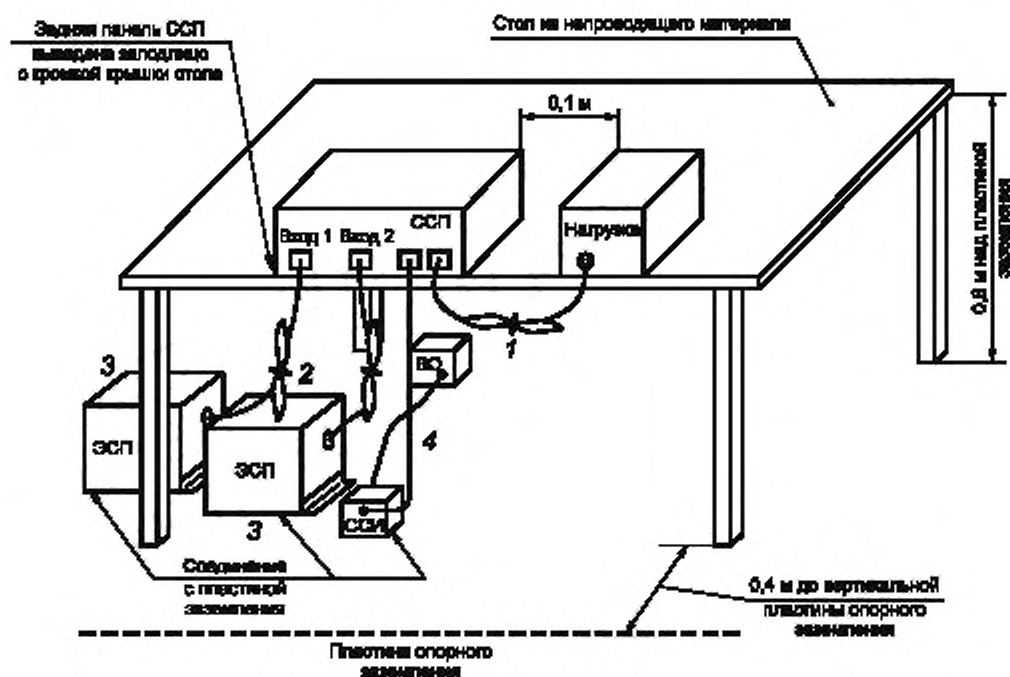 Задняя панель ССП
выведена заподлицо
с кромкой крышки стола
Стол из непроводящего материала
0,1 м
0,8 м над пластиной
заземления
ССП
Вход 1
Вход 2
Нагрузка
1
ВО
3
2
ЭСП
ЭСП
4
ССИ
3
Соединение
с пластиной
заземления
0,4 м до вертикальной
пластины опорного
заземления
Пластина опорного
заземления